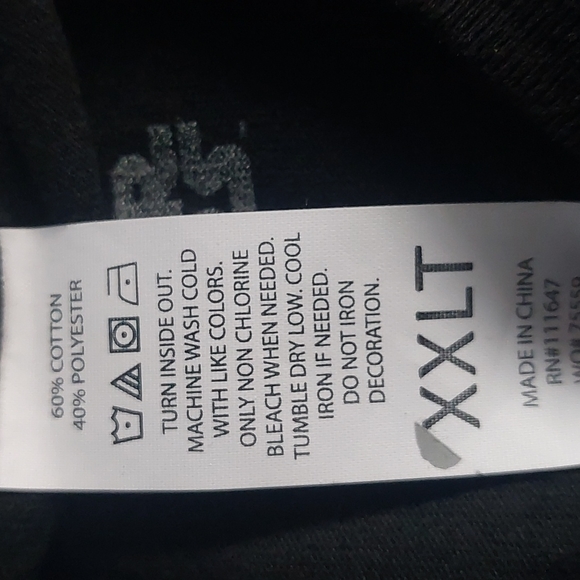 60% COTTON
40% POLYESTER
TURN INSIDE OUT.
MACHINE WASH COLD
WITH LIKE COLORS.
ONLY NON CHLORINE
BLEACH WHEN NEEDED.
TUMBLE DRY LOW. COOL
IRON IF NEEDED.
DO NOT IRON
DECORATION.
XXLT
MADE IN CHINA
RN#111647